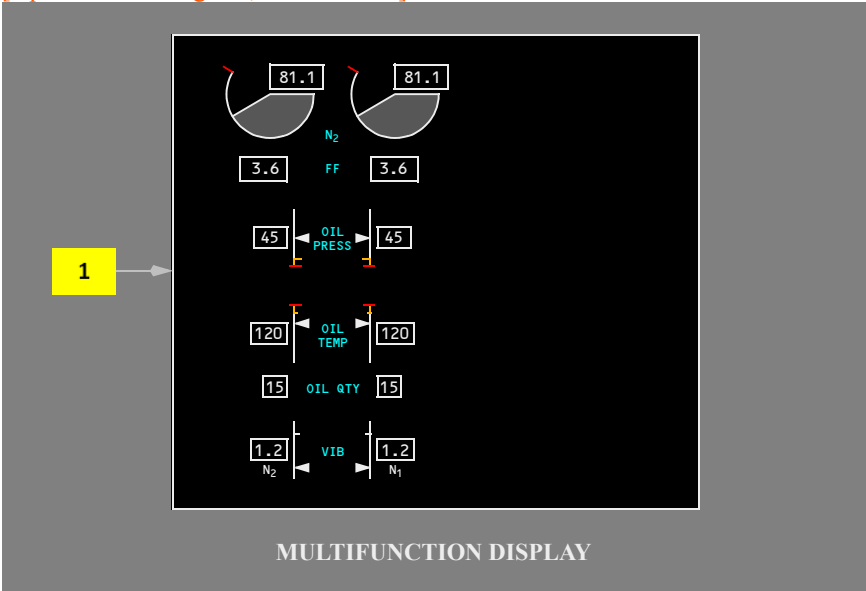 81.1 81.1
N2
3.6 FF 3.6
45 OIL PRESS 45
120 OIL TEMP 120
15 OIL QTY 15
1.2 VIB 1.2
N2 N1
1
MULTIFUNCTION DISPLAY